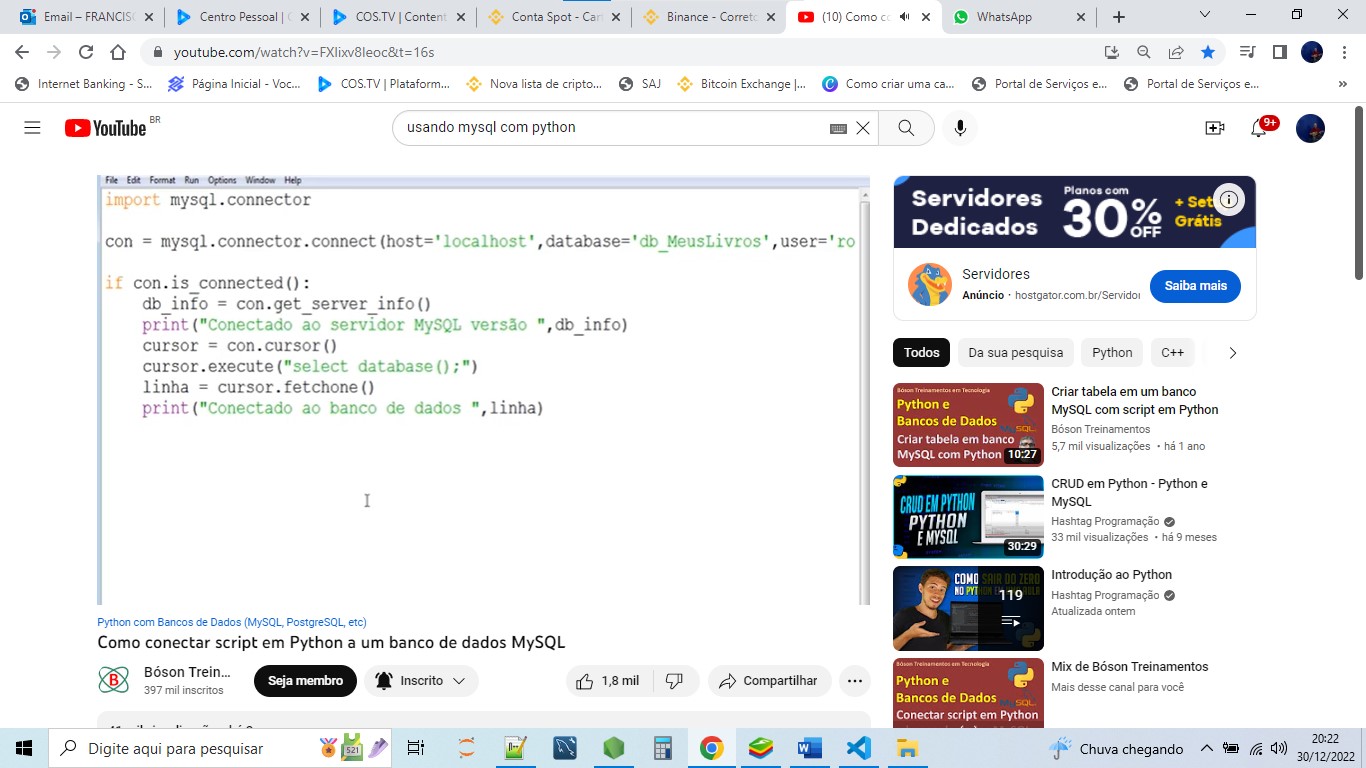 Email – FRANCISC
Centro Pessoal | C
COS.TV | Content
Conta Spot - Cart
Binance - Correto
(10) Como co
WhatsApp
youtube.com/watch?v=FXIixv8leoc&t=16s
Internet Banking - S...
Página Inicial - Voc...
COS.TV | Plataform...
Nova lista de cripto...
SAJ
Bitcoin Exchange |...
Como criar uma ca...
Portal de Serviços e...
Portal de Serviços e...
»
YouTube BR
usando mysql com python
9+
File Edit Format Run Options Window Help
import mysql.connector
con = mysql.connector.connect(host='localhost',database='db_MeusLivros',user='ro
if con.is_connected():
db_info = con.get_server_info()
print("Conectado ao servidor MySQL versão ",db_info)
cursor = con.cursor()
cursor.execute("select database();")
linha = cursor.fetchone()
print("Conectado ao banco de dados ",linha)
Python com Bancos de Dados (MySQL, PostgreSQL, etc)
Como conectar script em Python a um banco de dados MySQL
B
Bóson Trein...
397 mil inscritos
Seja membro
Inscrito
1,8 mil
Compartilhar
Servidores
Dedicados
Planos com
30% OFF
+ Set
Grátis
Servidores
Anúncio · hostgator.com.br/Servidor
Saiba mais
Todos
Da sua pesquisa
Python
C++
Bóson Treinamentos em Tecnologia
Python e
Bancos de Dados
MySQL
Criar tabela em banco
MySQL com Python
10:27
Criar tabela em um banco
MySQL com script em Python
Bóson Treinamentos
5,7 mil visualizações • há 1 ano
CRUD EM PYTHON
PYTHON
E MYSQL
30:29
CRUD em Python - Python e
MySQL
Hashtag Programação
33 mil visualizações • há 9 meses
COMO SAIR DO ZERO
NO PYTHON EM UMA AULA
119
Introdução ao Python
Hashtag Programação
Atualizada ontem
Bóson Treinamentos em Tecnologia
Python e
Bancos de Dados
MySQL
Conectar script em Python
Mix de Bóson Treinamentos
Mais desse canal para você
Digite aqui para pesquisar
Chuva chegando
20:22
30/12/2022